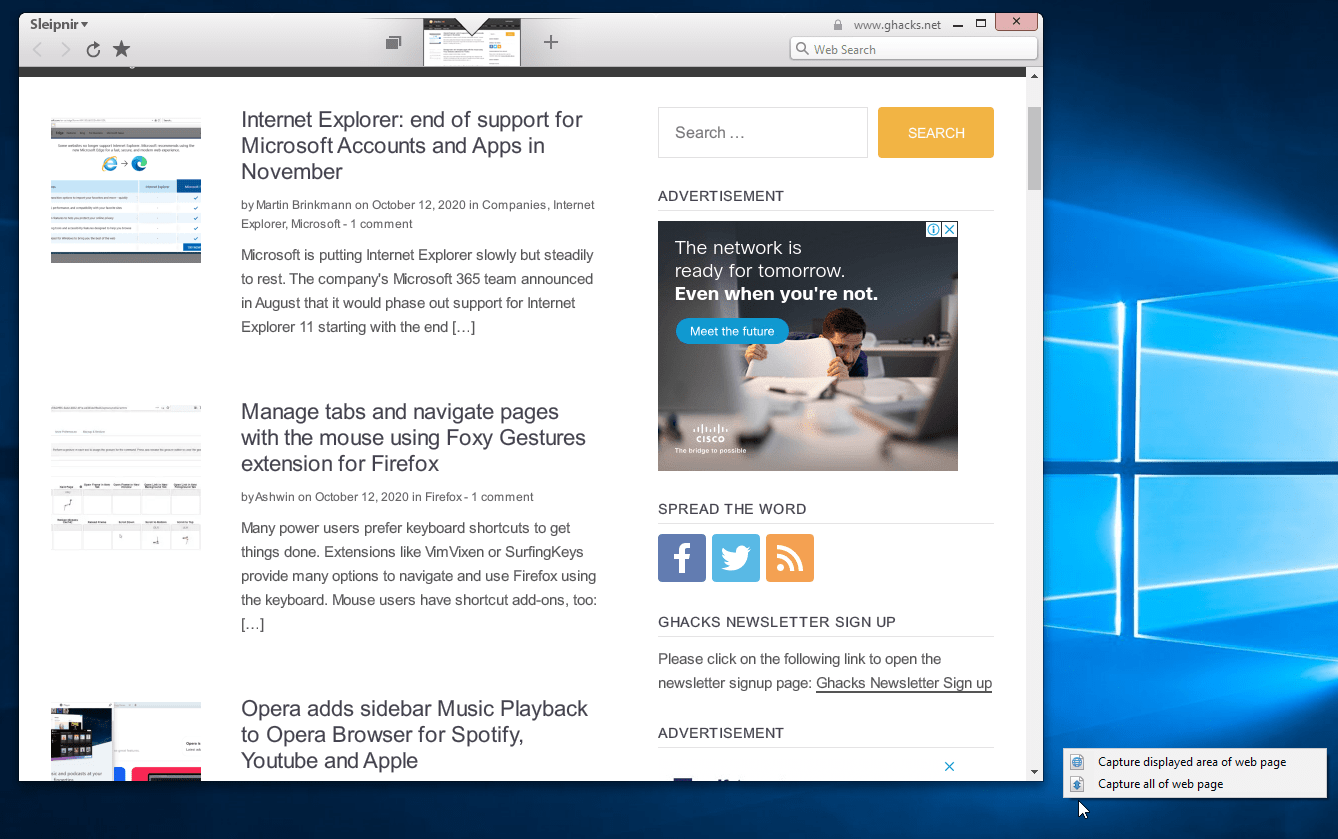 Sleipnir
www.ghacks.net
Web Search
Internet Explorer: end of support for
Microsoft Accounts and Apps in
November
by Martin Brinkmann on October 12, 2020 in Companies, Internet
Explorer, Microsoft - 1 comment
Microsoft is putting Internet Explorer slowly but steadily
to rest. The company's Microsoft 365 team announced
in August that it would phase out support for Internet
Explorer 11 starting with the end […]
Manage tabs and navigate pages
with the mouse using Foxy Gestures
extension for Firefox
by Ashwin on October 12, 2020 in Firefox - 1 comment
Many power users prefer keyboard shortcuts to get
things done. Extensions like VimVixen or SurfingKeys
provide many options to navigate and use Firefox using
the keyboard. Mouse users have shortcut add-ons, too:
[…]
Opera adds sidebar Music Playback
to Opera Browser for Spotify,
Youtube and Apple
Search …
SEARCH
ADVERTISEMENT
The network is
ready for tomorrow.
Even when you're not.
Meet the future
CISCO
The bridge to possible
SPREAD THE WORD
GHACKS NEWSLETTER SIGN UP
Please click on the following link to open the
newsletter signup page: Ghacks Newsletter Sign up
ADVERTISEMENT
Capture displayed area of web page
Capture all of web page